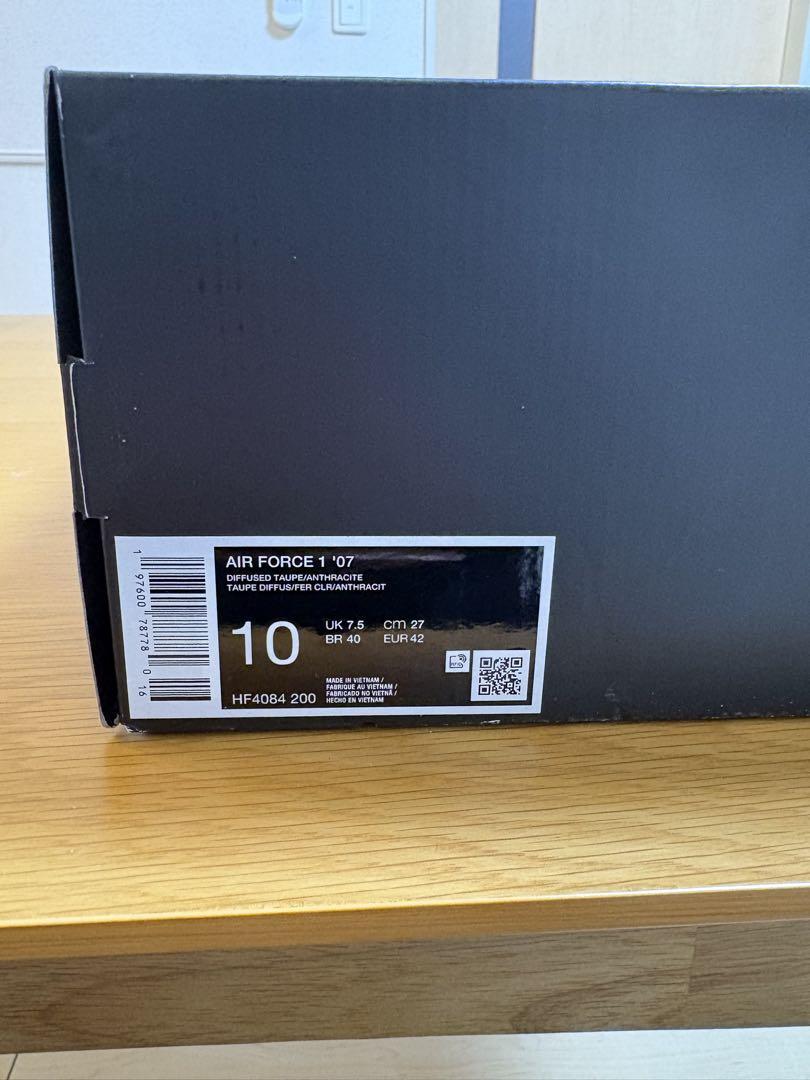 AIR FORCE 1 '07
DIFFUSED TAUPE/ANTHRACITE
TAUPE DIFFUS/FER CLR/ANTHRACIT
10
UK 7.5 cm 27
BR 40 EUR 42
HF4084 200
MADE IN VIETNAM /
FABRIQUE AU VIETNAM /
FABRICADO NO VIETNÃ /
HECHO EN VIETNAM
RFID
1 97600 78778 0 16